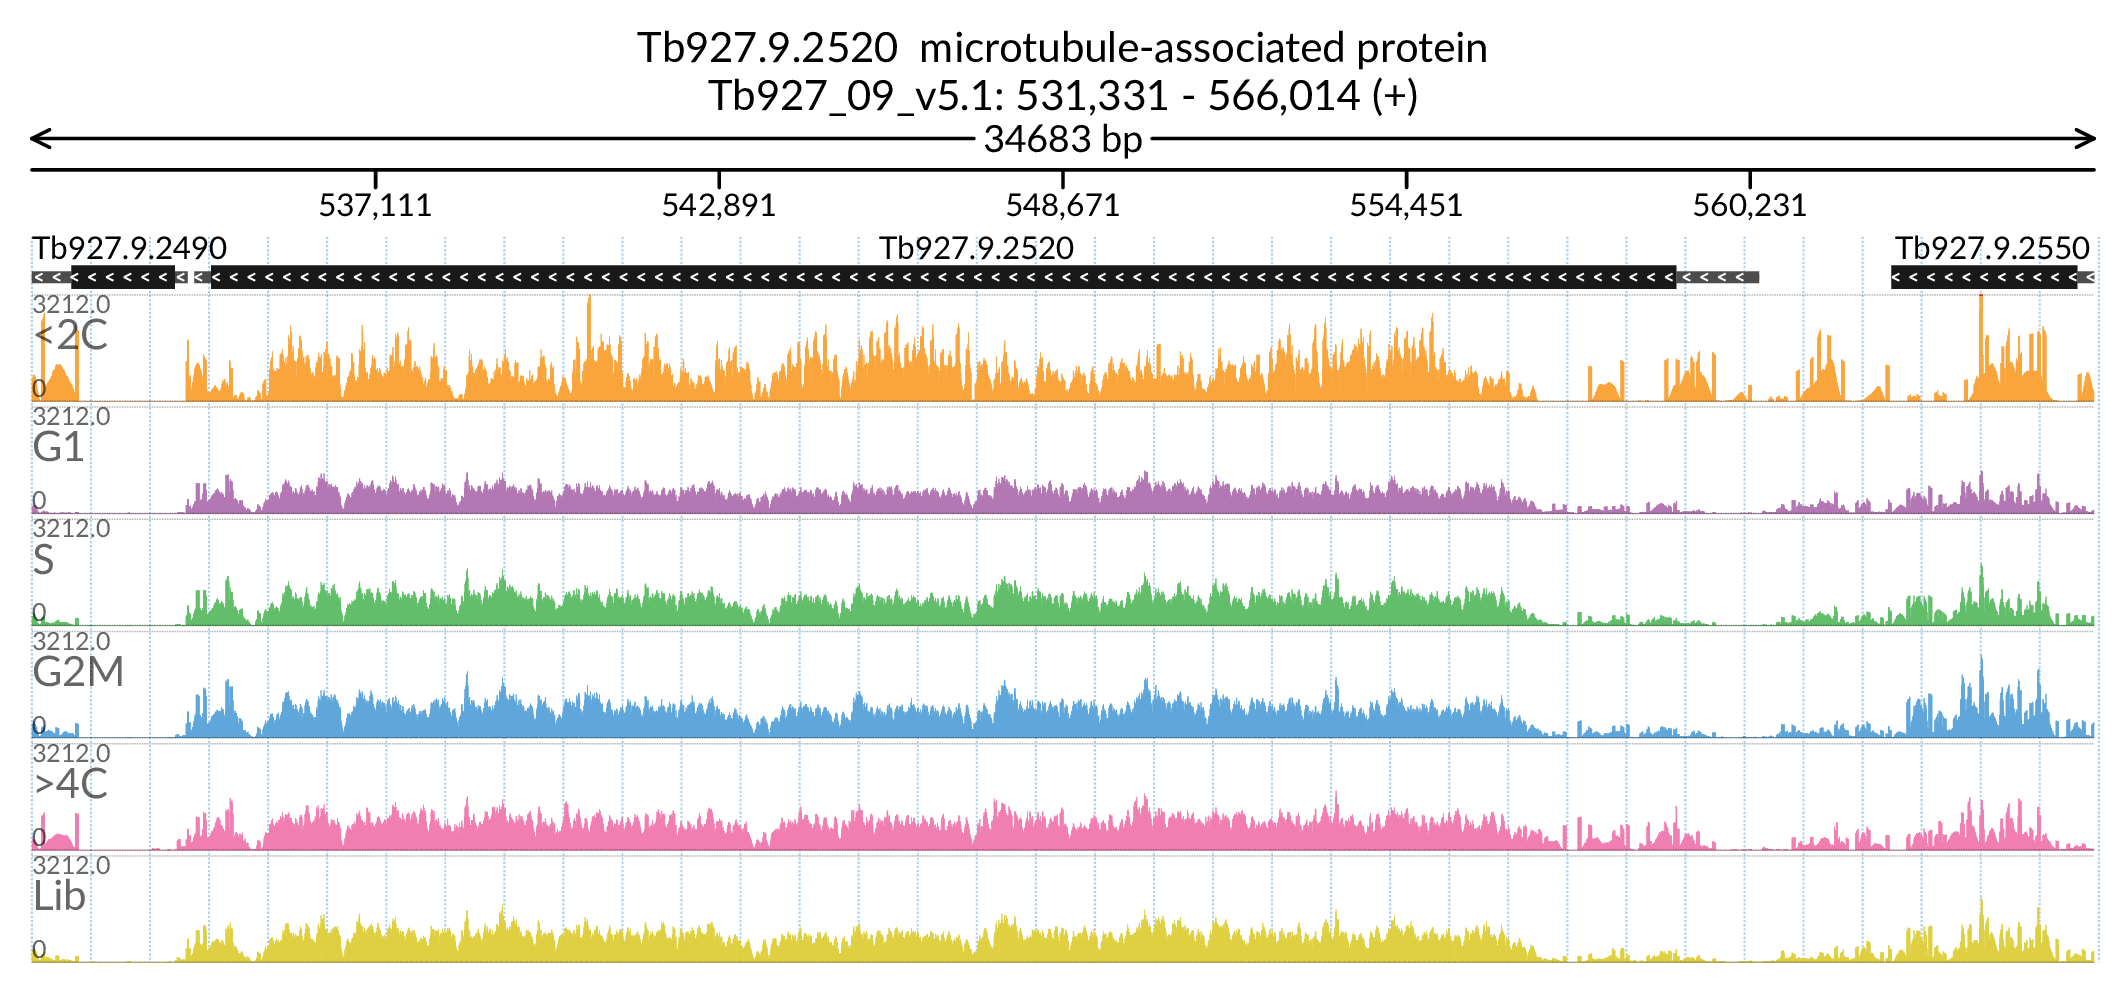 Tb927.9.2520 microtubule-associated protein
Tb927_09_v5.1: 531,331 - 566,014 (+)
34683 bp
537,111 542,891 548,671 554,451 560,231
Tb927.9.2490 Tb927.9.2520 Tb927.9.2550
3212.0
<2C
0
3212.0
G1
0
3212.0
S
0
3212.0
G2M
0
3212.0
>4C
0
3212.0
Lib
0